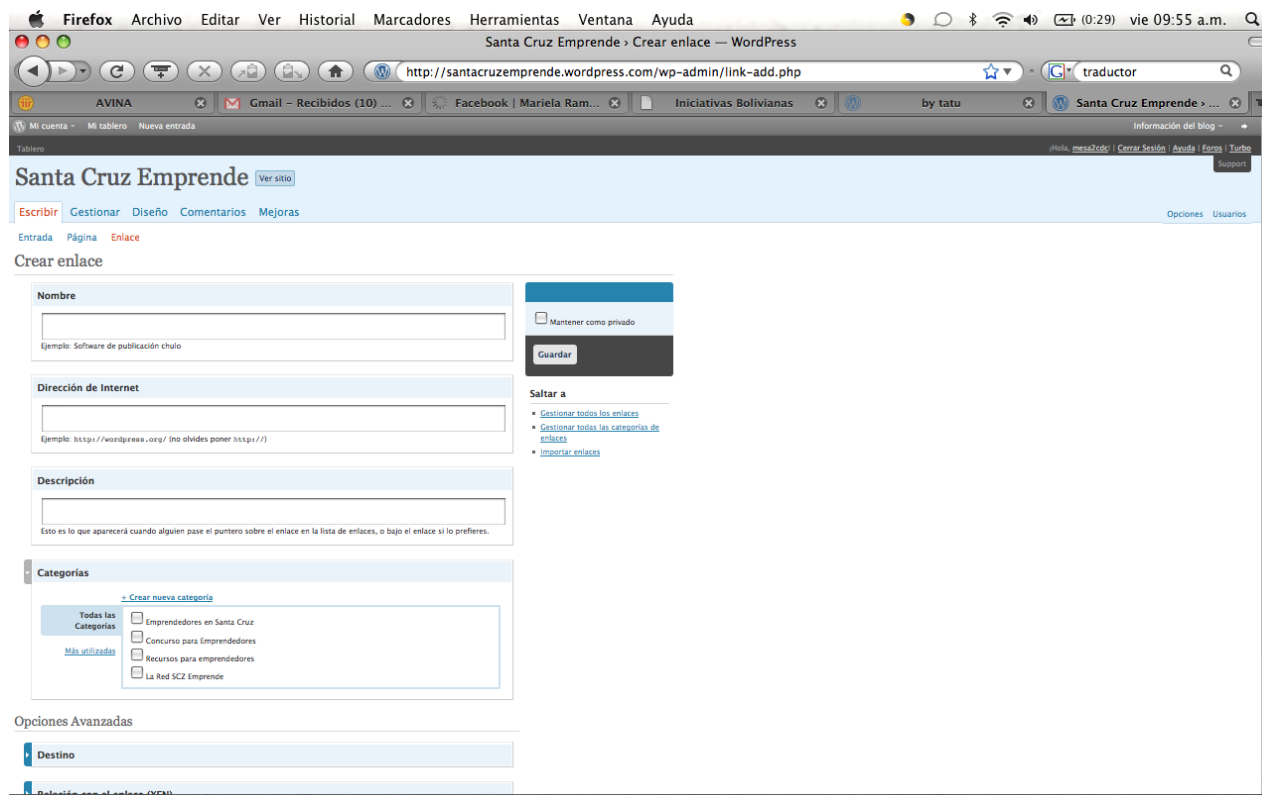 Firefox Archivo Editar Ver Historial Marcadores Herramientas Ventana Ayuda (0:29) vie 09:55 a.m.
Santa Cruz Emprende › Crear enlace — WordPress
http://santacruzemprende.wordpress.com/wp-admin/link-add.php G traductor
AVINA Gmail – Recibidos (10) ... Facebook | Mariela Ram... Iniciativas Bolivianas by tatu Santa Cruz Emprende › ...
Mi cuenta Mi tablero Nueva entrada Información del blog
Tablero ¡Hola, mesa2cdc! | Cerrar Sesión | Ayuda | Foros | Turbo
Support
Santa Cruz Emprende Ver sitio
Escribir Gestionar Diseño Comentarios Mejoras Opciones Usuarios
Entrada Página Enlace
Crear enlace
Nombre
Ejemplo: Software de publicación chulo
Mantener como privado
Guardar
Dirección de Internet
Ejemplo: http://wordpress.org/ (no olvides poner http://)
Saltar a
Gestionar todos los enlaces
Gestionar todas las categorías de
enlaces
Importar enlaces
Descripción
Esto es lo que aparecerá cuando alguien pase el puntero sobre el enlace en la lista de enlaces, o bajo el enlace si lo prefieres.
Categorías
+ Crear nueva categoría
Todas las
Categorías
Más utilizadas
Emprendedores en Santa Cruz
Concurso para Emprendedores
Recursos para emprendedores
La Red SCZ Emprende
Opciones Avanzadas
Destino
Relación con el enlace (XFN)